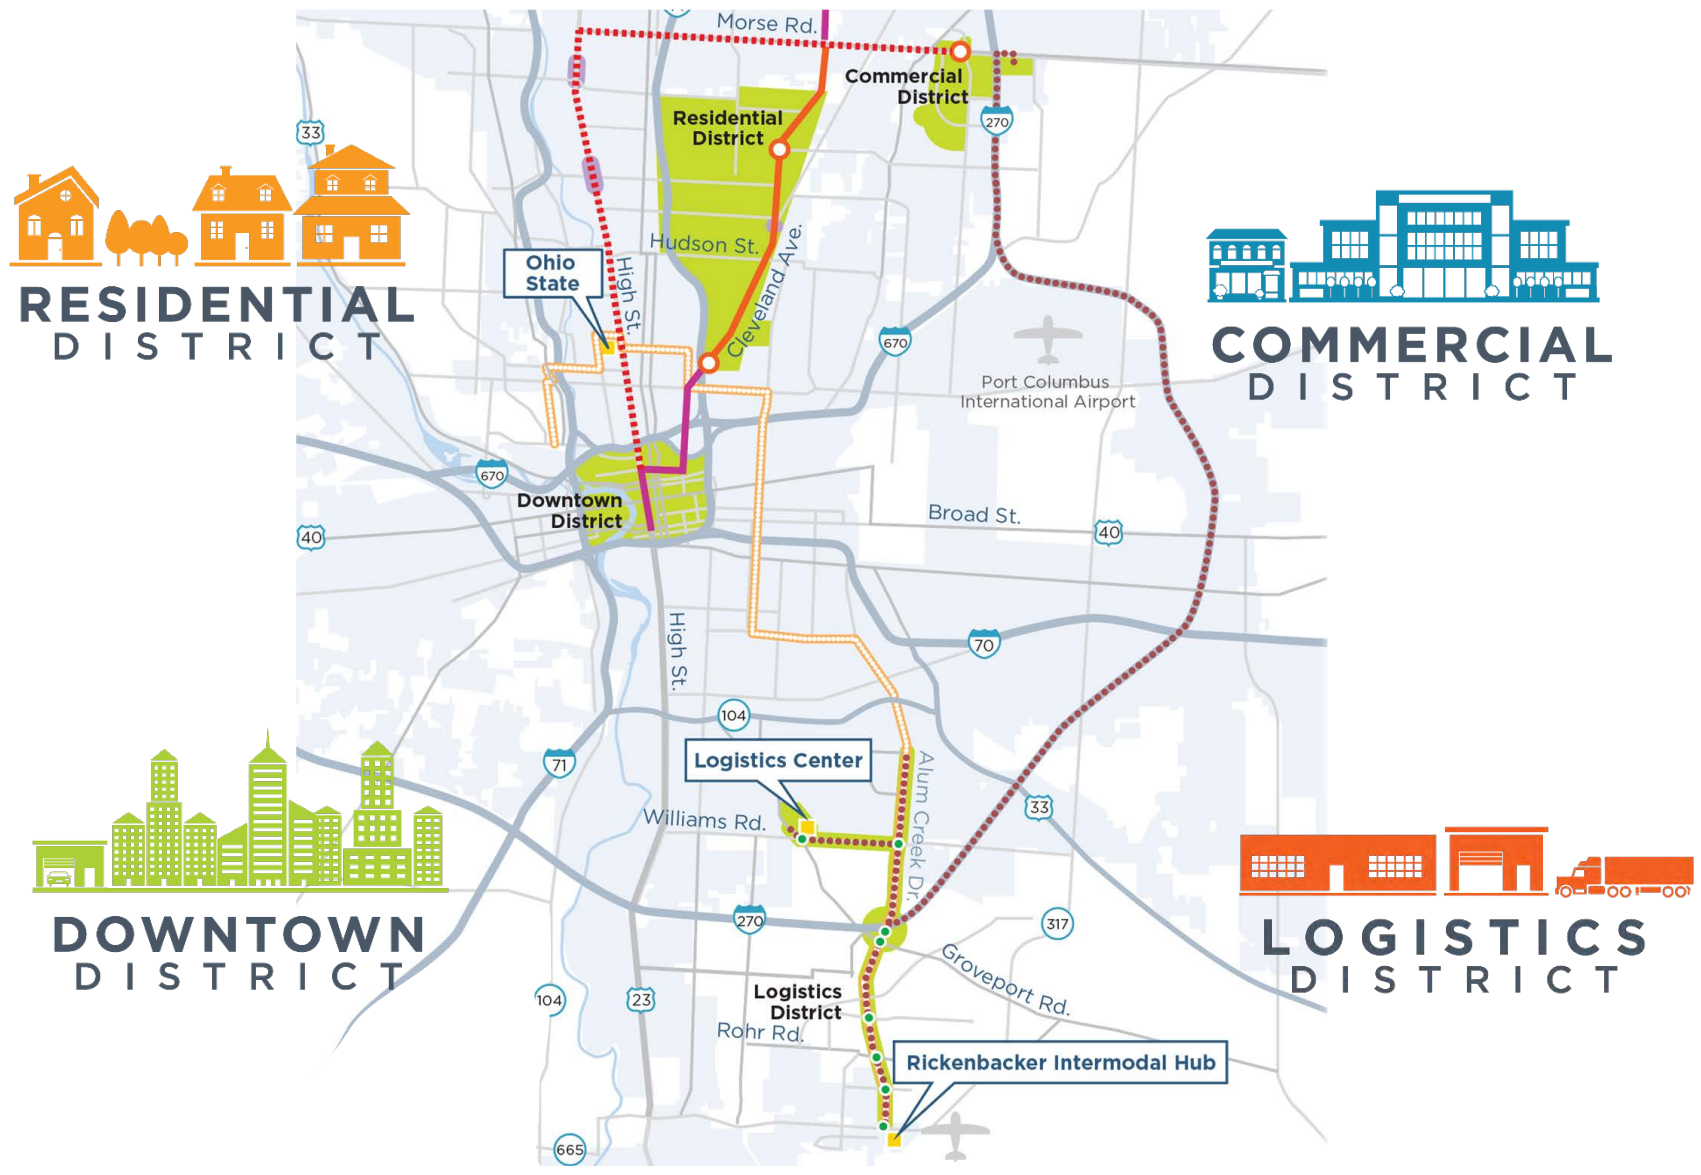 Morse Rd.
Commercial
District
Residential
District
33
270
RESIDENTIAL
DISTRICT
Hudson St.
Cleveland Ave.
High St.
Ohio
State
670
Port Columbus
International Airport
COMMERCIAL
DISTRICT
670
Downtown
District
Broad St.
40
40
High St.
70
104
71
Logistics Center
Alum Creek Dr.
33
Williams Rd.
DOWNTOWN
DISTRICT
270
317
LOGISTICS
DISTRICT
Groveport Rd.
104
23
Logistics
District
Rohr Rd.
Rickenbacker Intermodal Hub
665